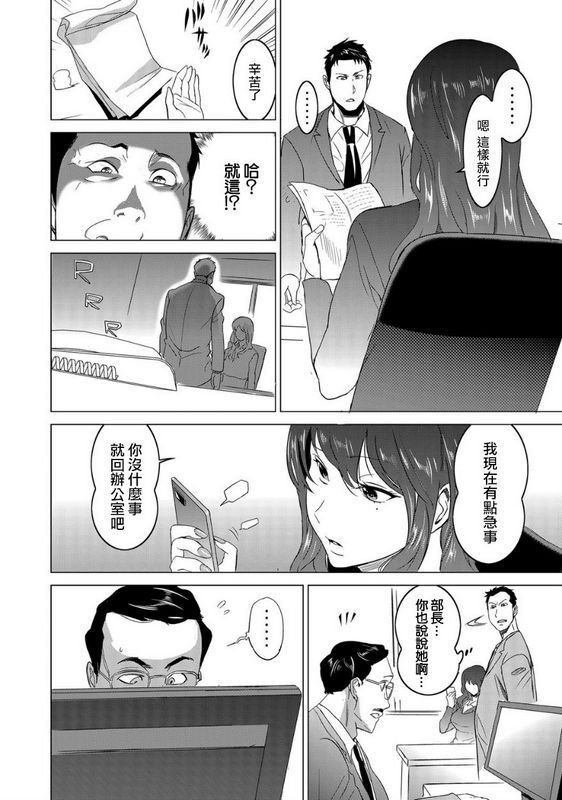 ……
嗯 這樣就行
辛苦了
哈?
就這!?
R
R
R
我現在有點急事
你沒什麼事
就回辦公室吧
部長…
你也說說她啊…
……